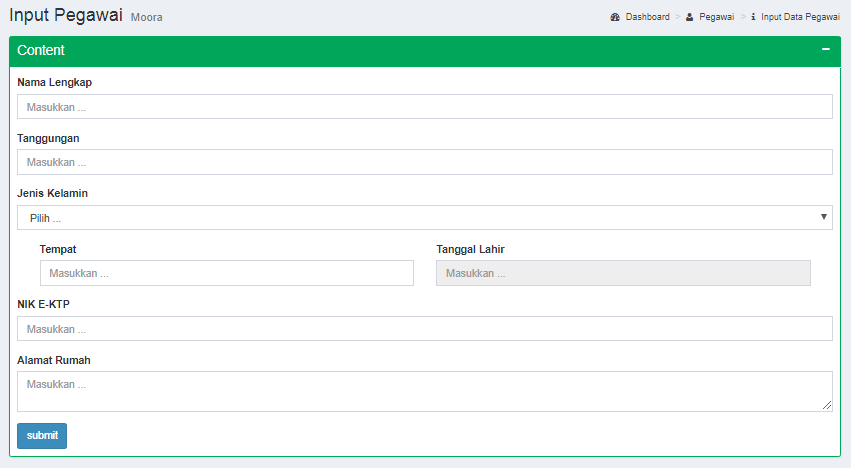 Input Pegawai Moora
Dashboard > Pegawai > Input Data Pegawai
Content
Nama Lengkap
Masukkan ...
Tanggungan
Masukkan ...
Jenis Kelamin
Pilih ...
Tempat Tanggal Lahir
Masukkan ... Masukkan ...
NIK E-KTP
Masukkan ...
Alamat Rumah
Masukkan ...
submit